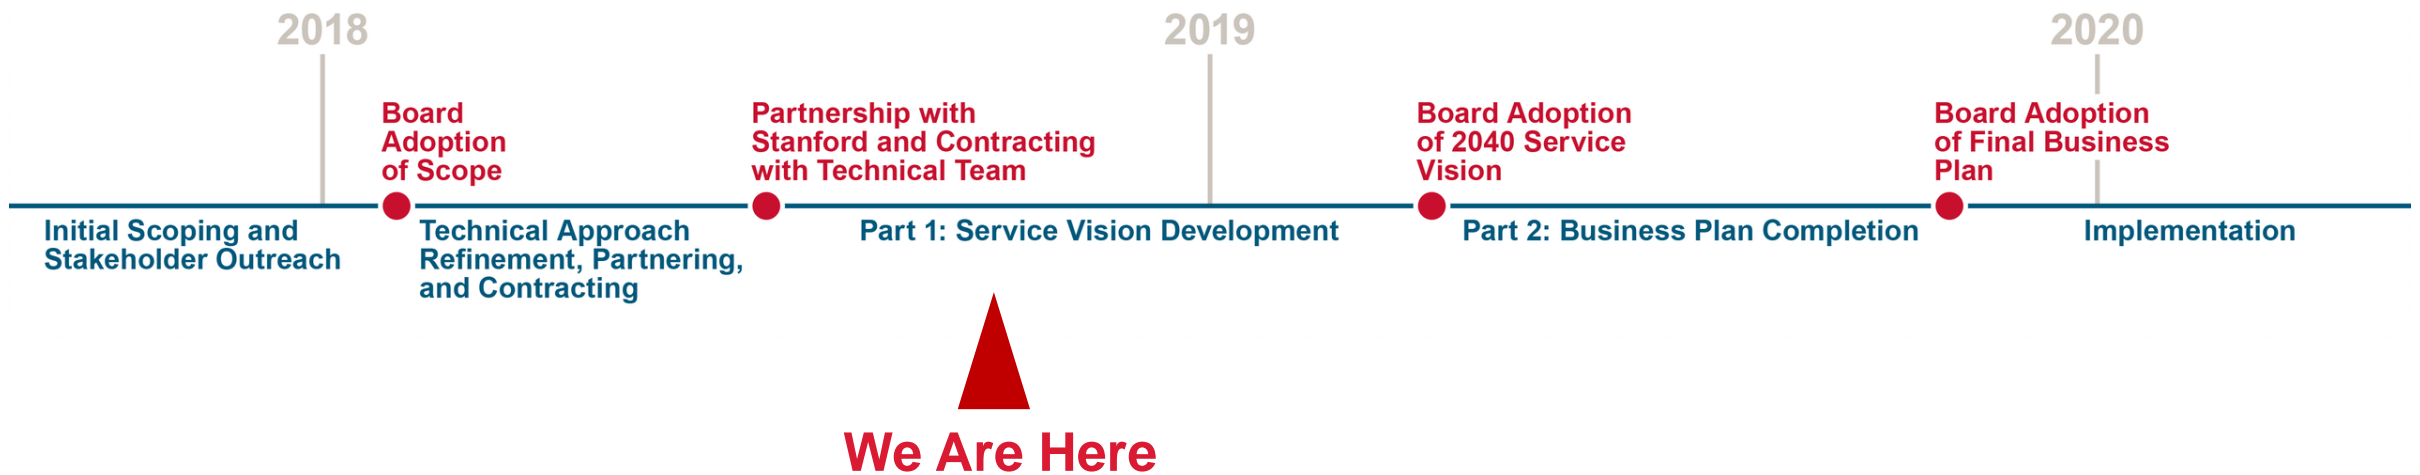 2018
2019
2020
Board
Adoption
of Scope
Partnership with
Stanford and Contracting
with Technical Team
Board Adoption
of 2040 Service
Vision
Board Adoption
of Final Business
Plan
Initial Scoping and
Stakeholder Outreach
Technical Approach
Refinement, Partnering,
and Contracting
Part 1: Service Vision Development
Part 2: Business Plan Completion
Implementation
We Are Here